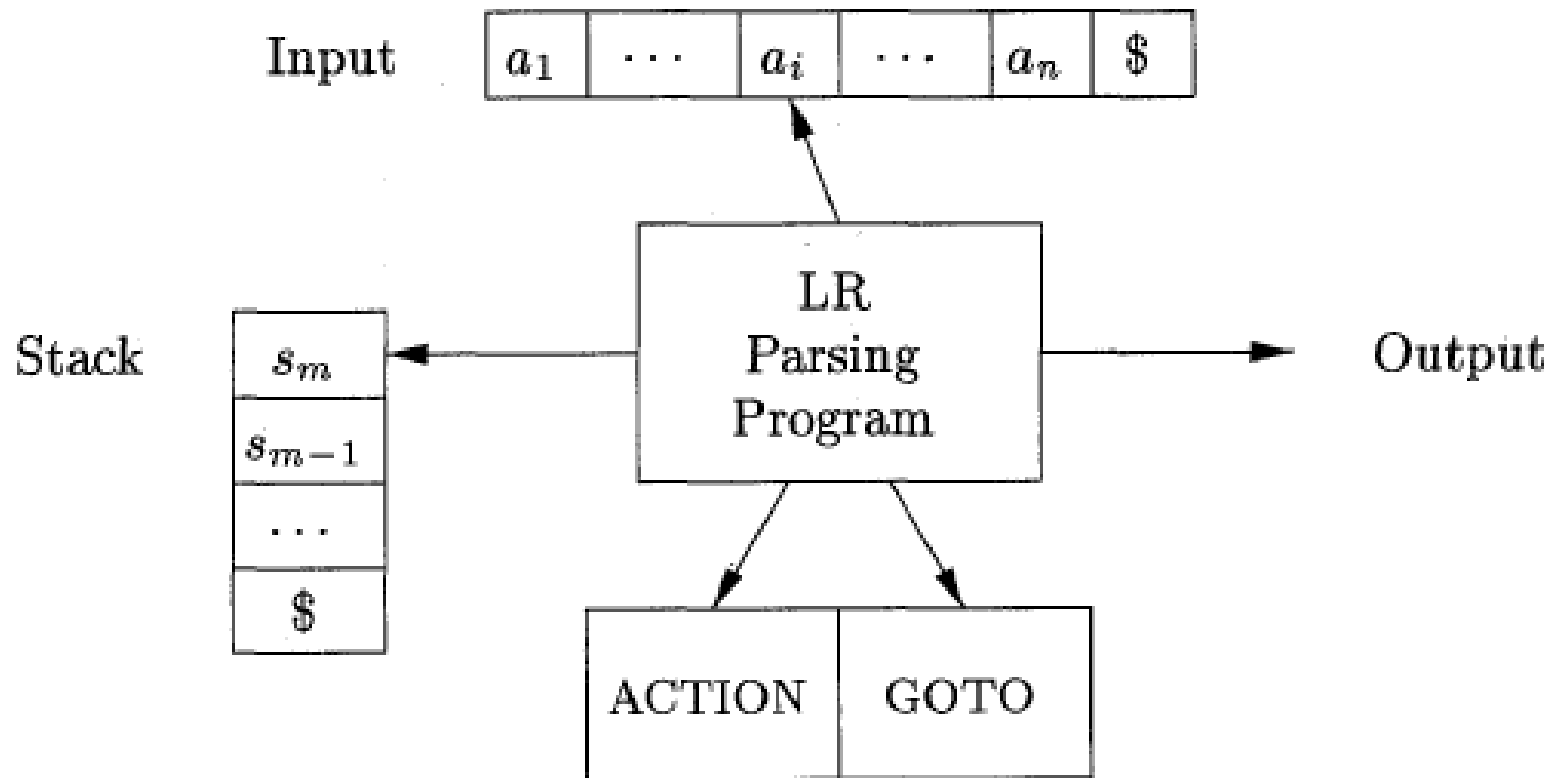 Input a₁ ··· aᵢ ··· aₙ $
LR
Stack sₘ Parsing Output
Program
sₘ₋₁
···
$
ACTION GOTO